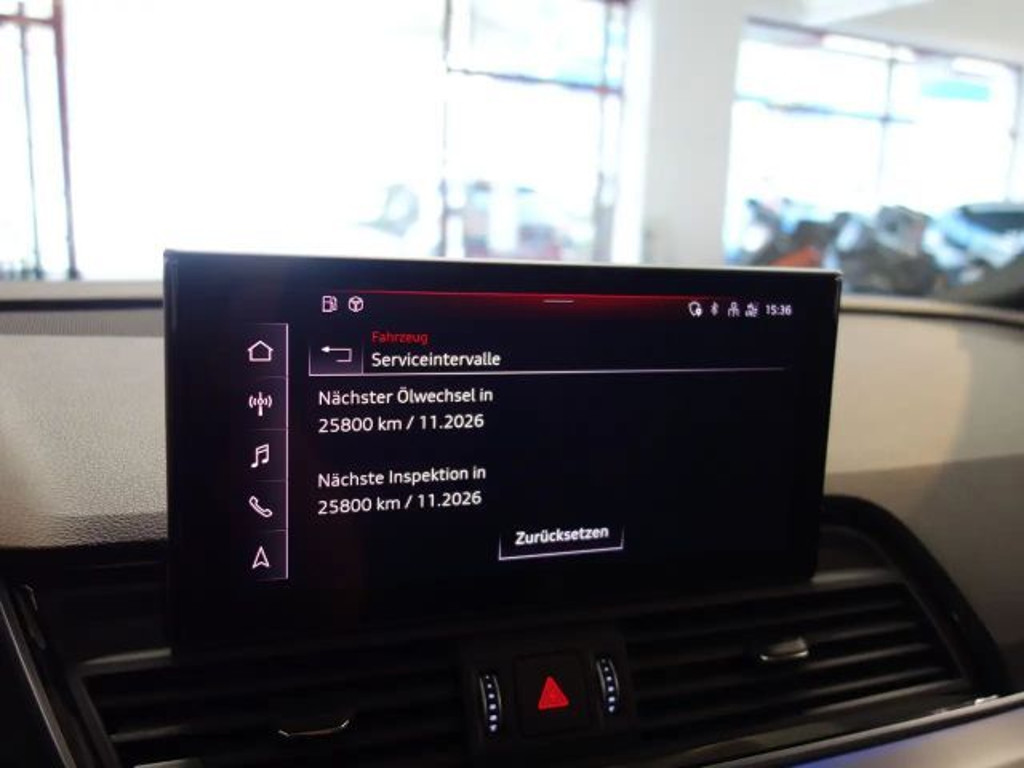 15:36
Fahrzeug
Serviceintervalle
Nächster Ölwechsel in
25800 km / 11.2026
Nächste Inspektion in
25800 km / 11.2026
Zurücksetzen